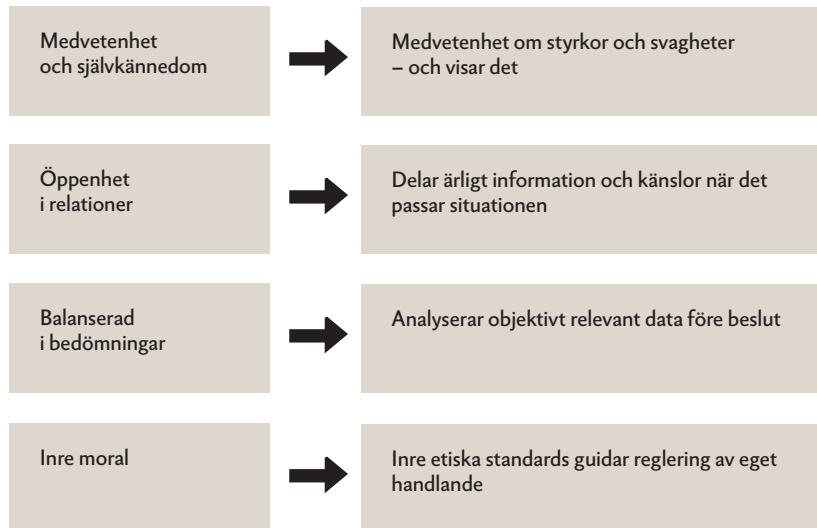 Medvetenhet
och självkännedom
Medvetenhet om styrkor och svagheter
– och visar det
Öppenhet
i relationer
Delar ärligt information och känslor när det
passar situationen
Balanserad
i bedömningar
Analyserar objektivt relevant data före beslut
Inre moral
Inre etiska standards guidar reglering av eget
handlande